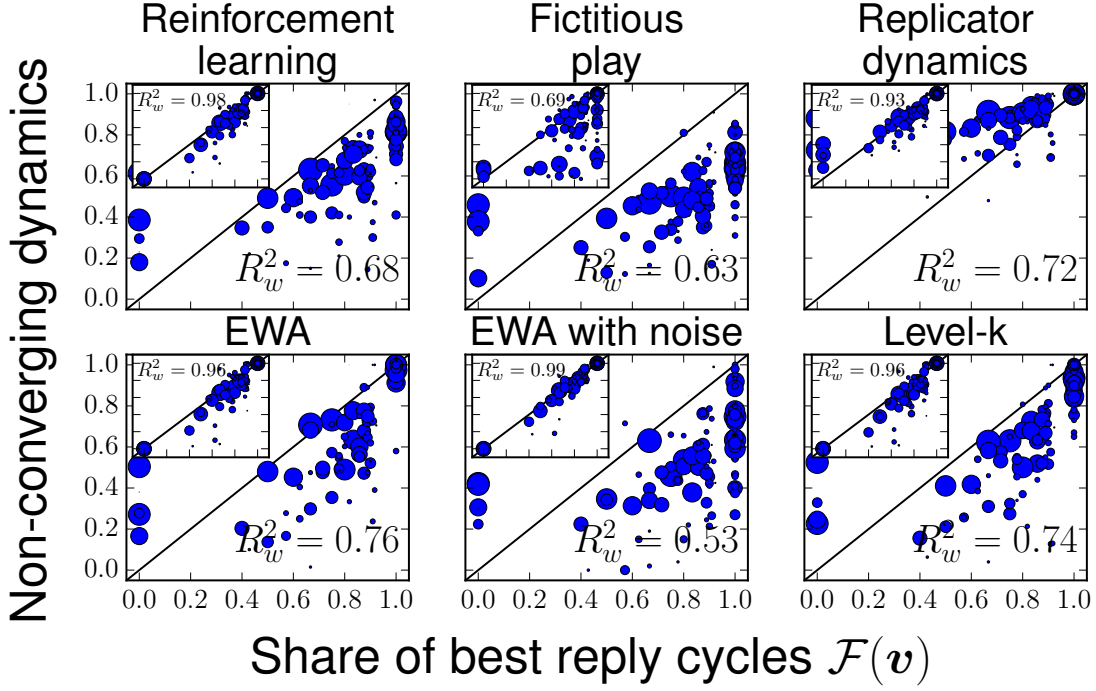 Reinforcement
learning
Fictitious
play
Replicator
dynamics
Non-converging dynamics
1.0
0.8
0.6
0.4
0.2
0.0
R²_w = 0.98
R²_w = 0.68
R²_w = 0.69
R²_w = 0.63
R²_w = 0.93
R²_w = 0.72
EWA
EWA with noise
Level-k
1.0
0.8
0.6
0.4
0.2
0.0
R²_w = 0.96
R²_w = 0.76
R²_w = 0.99
R²_w = 0.53
R²_w = 0.96
R²_w = 0.74
0.0 0.2 0.4 0.6 0.8 1.0
0.0 0.2 0.4 0.6 0.8 1.0
0.0 0.2 0.4 0.6 0.8 1.0
Share of best reply cycles 𝓕(𝒗)